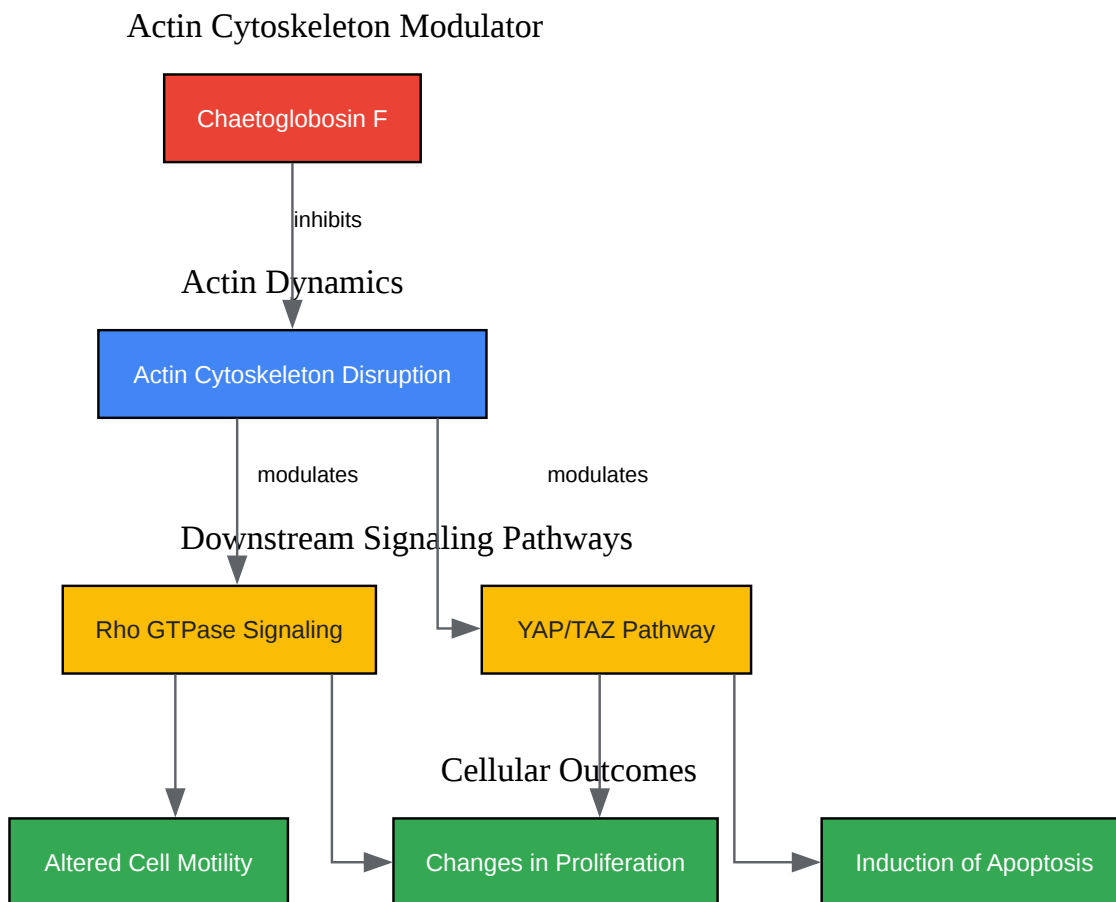 Actin Cytoskeleton Modulator
Chaetoglobosin F
inhibits
Actin Dynamics
Actin Cytoskeleton Disruption
modulates
modulates
Downstream Signaling Pathways
Rho GTPase Signaling
YAP/TAZ Pathway
Cellular Outcomes
Altered Cell Motility
Changes in Proliferation
Induction of Apoptosis